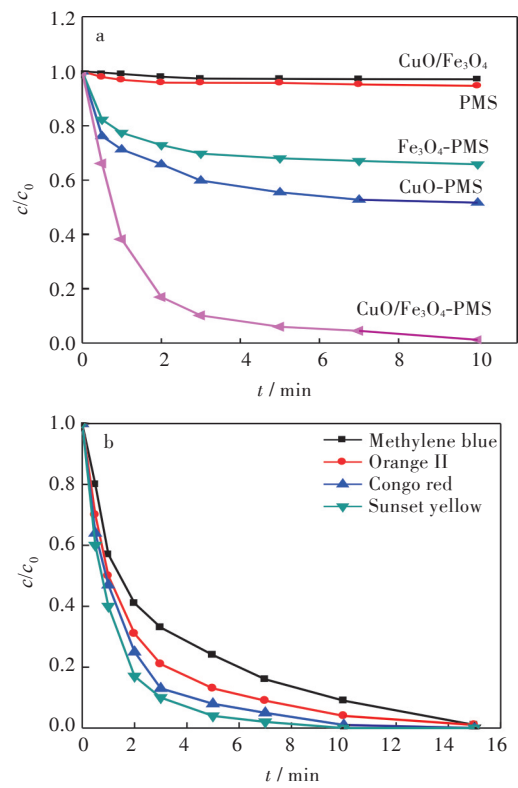 a
CuO/Fe₃O₄
PMS
Fe₃O₄-PMS
CuO-PMS
CuO/Fe₃O₄-PMS
1.2
1.0
0.8
0.6
0.4
0.2
0.0
c/c₀
0 2 4 6 8 10
t / min
b
Methylene blue
Orange II
Congo red
Sunset yellow
1.0
0.8
0.6
0.4
0.2
0.0
c/c₀
0 2 4 6 8 10 12 14 16
t / min